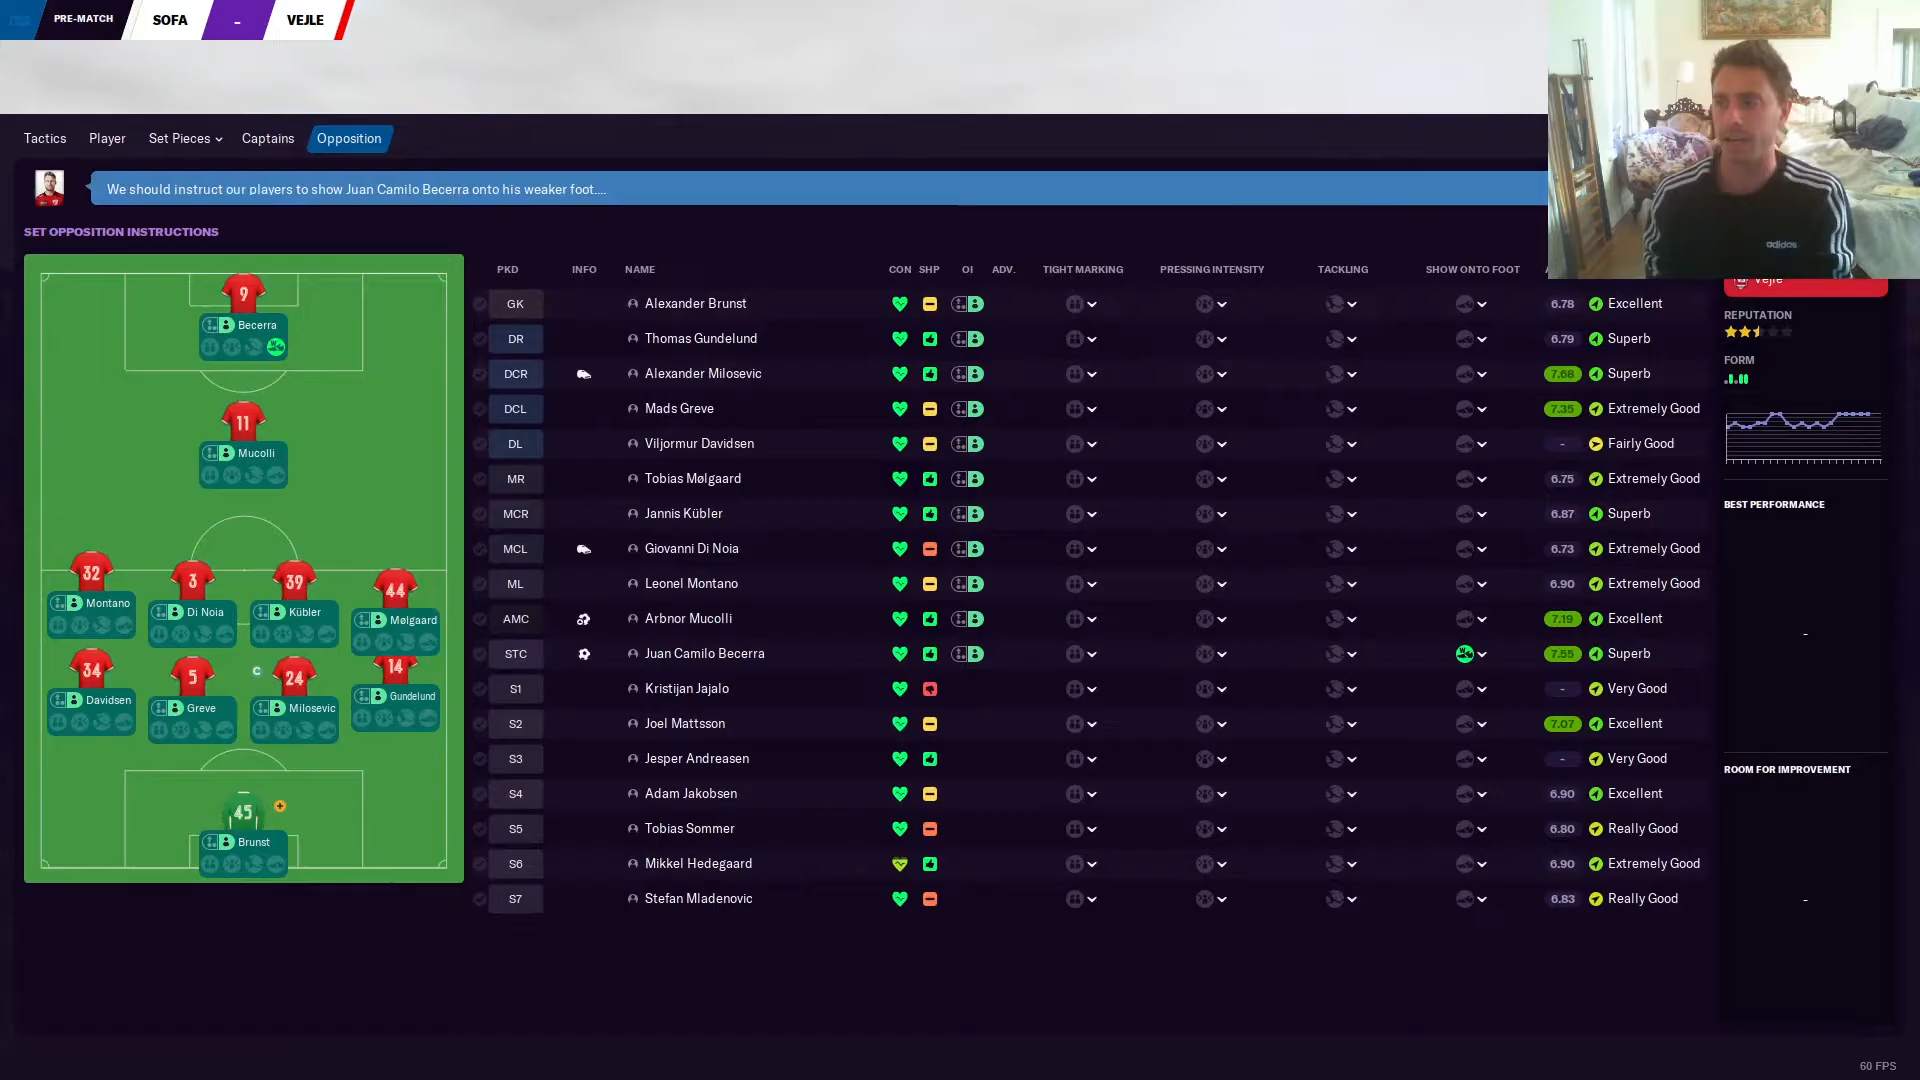 PRE-MATCH SOFA - VEJLE
Tactics Player Set Pieces Captains Opposition
We should instruct our players to show Juan Camilo Becerra onto his weaker foot....
SET OPPOSITION INSTRUCTIONS
PKD INFO NAME CON SHP OI ADV. TIGHT MARKING PRESSING INTENSITY TACKLING SHOW ONTO FOOT
GK Alexander Brunst 6.78 Excellent
DR Thomas Gundelund 6.79 Superb
DCR Alexander Milosevic 7.68 Superb
DCL Mads Greve 7.35 Extremely Good
DL Viljormur Davidsen - Fairly Good
MR Tobias Mølgaard 6.75 Extremely Good
MCR Jannis Kübler 6.87 Superb
MCL Giovanni Di Noia 6.73 Extremely Good
ML Leonel Montano 6.90 Extremely Good
AMC Arbnor Mucolli 7.19 Excellent
STC Juan Camilo Becerra 7.55 Superb
S1 Kristijan Jajalo - Very Good
S2 Joel Mattsson 7.07 Excellent
S3 Jesper Andreasen - Very Good
S4 Adam Jakobsen 6.90 Excellent
S5 Tobias Sommer 6.80 Really Good
S6 Mikkel Hedegaard 6.90 Extremely Good
S7 Stefan Mladenovic 6.83 Really Good
9
Becerra
11
Mucolli
32 3 39 44
Montano Di Noia Kübler Mølgaard
34 5 C 24 14
Davidsen Greve Milosevic Gundelund
45
Brunst
adidas
Vejle
REPUTATION
FORM
BEST PERFORMANCE
-
ROOM FOR IMPROVEMENT
-
60 FPS